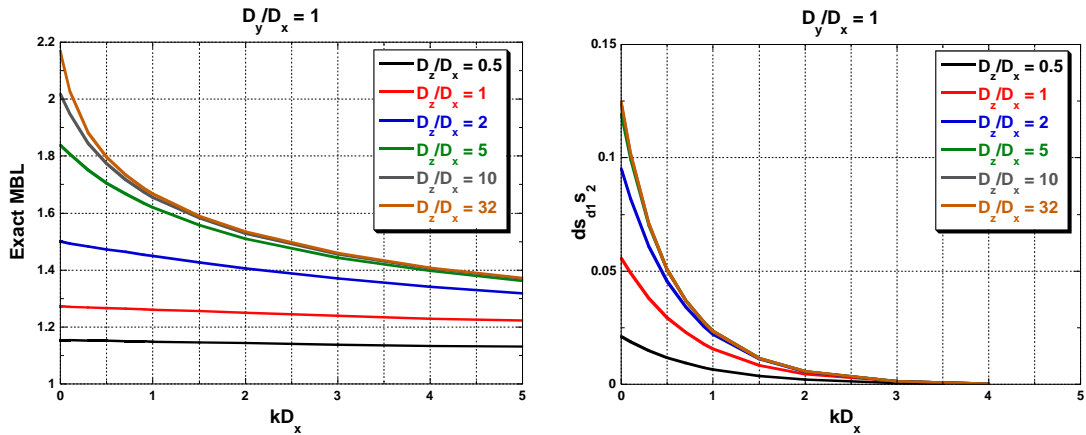 D_y/D_x = 1
2.2
2
1.8
1.6
1.4
1.2
1
Exact MBL
D_z/D_x = 0.5
D_z/D_x = 1
D_z/D_x = 2
D_z/D_x = 5
D_z/D_x = 10
D_z/D_x = 32
0 1 2 3 4 5
kD_x
D_y/D_x = 1
0.15
0.1
0.05
0
ds_d1 s_2
D_z/D_x = 0.5
D_z/D_x = 1
D_z/D_x = 2
D_z/D_x = 5
D_z/D_x = 10
D_z/D_x = 32
0 1 2 3 4 5
kD_x